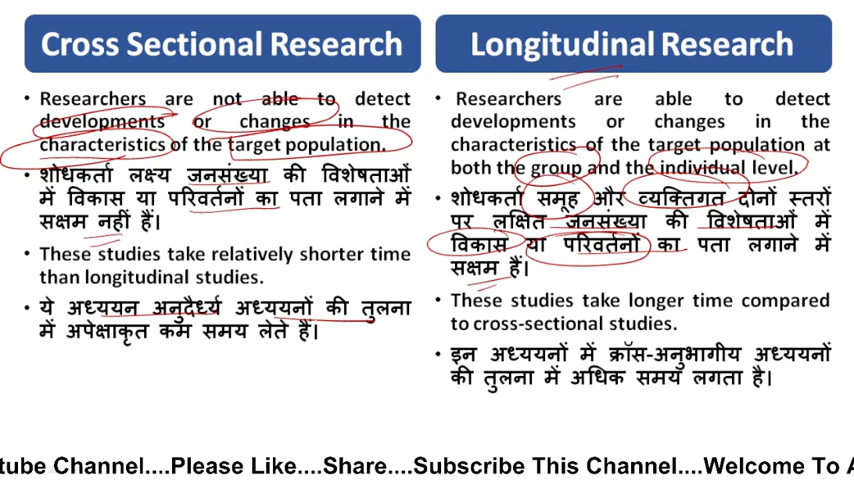 Cross Sectional Research
• Researchers are not able to detect
developments or changes in the
characteristics of the target population.
• शोधकर्ता लक्ष्य जनसंख्या की विशेषताओं
में विकास या परिवर्तनों का पता लगाने में
सक्षम नहीं हैं।
• These studies take relatively shorter time
than longitudinal studies.
• ये अध्ययन अनुदैर्ध्य अध्ययनों की तुलना
में अपेक्षाकृत कम समय लेते हैं।
Longitudinal Research
• Researchers are able to detect
developments or changes in the
characteristics of the target population at
both the group and the individual level.
• शोधकर्ता समूह और व्यक्तिगत दोनों स्तरों
पर लक्षित जनसंख्या की विशेषताओं में
विकास या परिवर्तनों का पता लगाने में
सक्षम हैं।
• These studies take longer time compared
to cross-sectional studies.
• इन अध्ययनों में क्रॉस-अनुभागीय अध्ययनों
की तुलना में अधिक समय लगता है।
tube Channel....Please Like....Share....Subscribe This Channel....Welcome To A